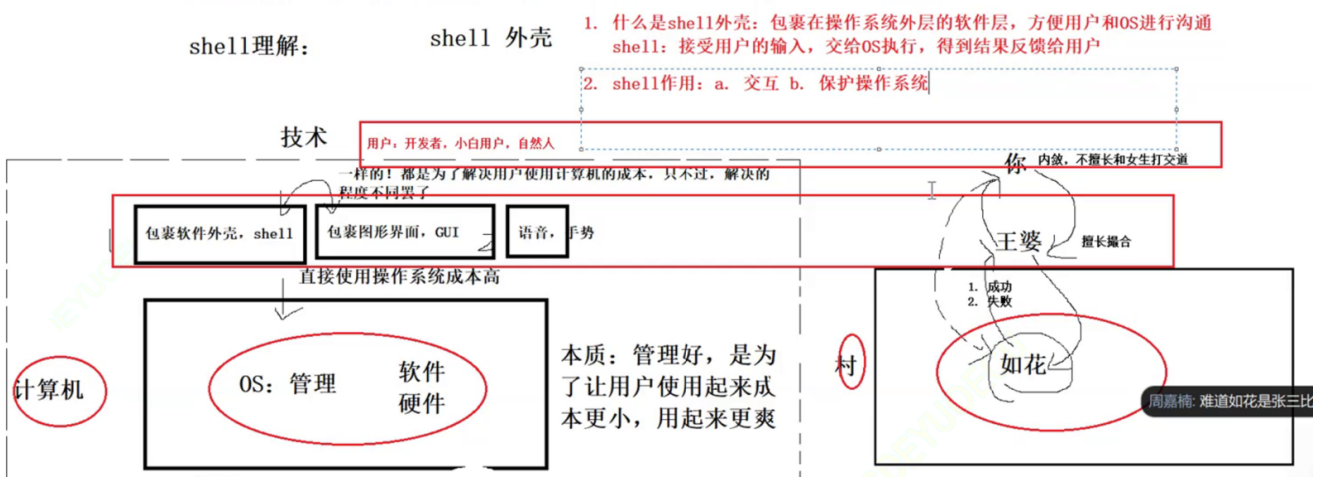 shell理解：
shell 外壳
1. 什么是shell外壳：包裹在操作系统外层的软件层，方便用户和OS进行沟通
shell：接受用户的输入，交给OS执行，得到结果反馈给用户
2. shell作用：a. 交互 b. 保护操作系统
技术
用户：开发者，小白用户，自然人
你
内敛，不擅长和女生打交道
一样的！都是为了解决用户使用计算机的成本，只不过，解决的
程度不同罢了
包裹软件外壳，shell
包裹图形界面，GUI
语音，手势
王婆
擅长撮合
直接使用操作系统成本高
1. 成功
2. 失败
计算机
OS：管理
软件
硬件
本质：管理好，是为
了让用户使用起来成
本更小，用起来更爽
村
如花
周嘉楠: 难道如花是张三比